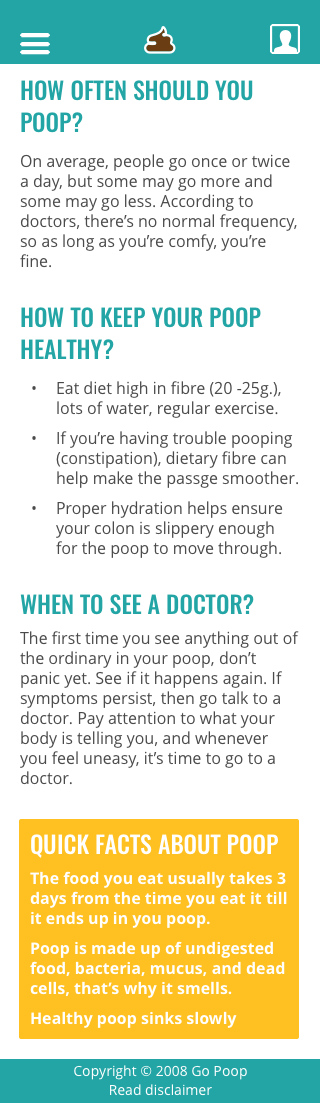 HOW OFTEN SHOULD YOU
POOP?
On average, people go once or twice
a day, but some may go more and
some may go less. According to
doctors, there’s no normal frequency,
so as long as you’re comfy, you’re
fine.
HOW TO KEEP YOUR POOP
HEALTHY?
• Eat diet high in fibre (20 -25g.),
lots of water, regular exercise.
• If you’re having trouble pooping
(constipation), dietary fibre can
help make the passge smoother.
• Proper hydration helps ensure
your colon is slippery enough
for the poop to move through.
WHEN TO SEE A DOCTOR?
The first time you see anything out of
the ordinary in your poop, don’t
panic yet. See if it happens again. If
symptoms persist, then go talk to a
doctor. Pay attention to what your
body is telling you, and whenever
you feel uneasy, it’s time to go to a
doctor.
QUICK FACTS ABOUT POOP
The food you eat usually takes 3
days from the time you eat it till
it ends up in you poop.
Poop is made up of undigested
food, bacteria, mucus, and dead
cells, that’s why it smells.
Healthy poop sinks slowly
Copyright © 2008 Go Poop
Read disclaimer